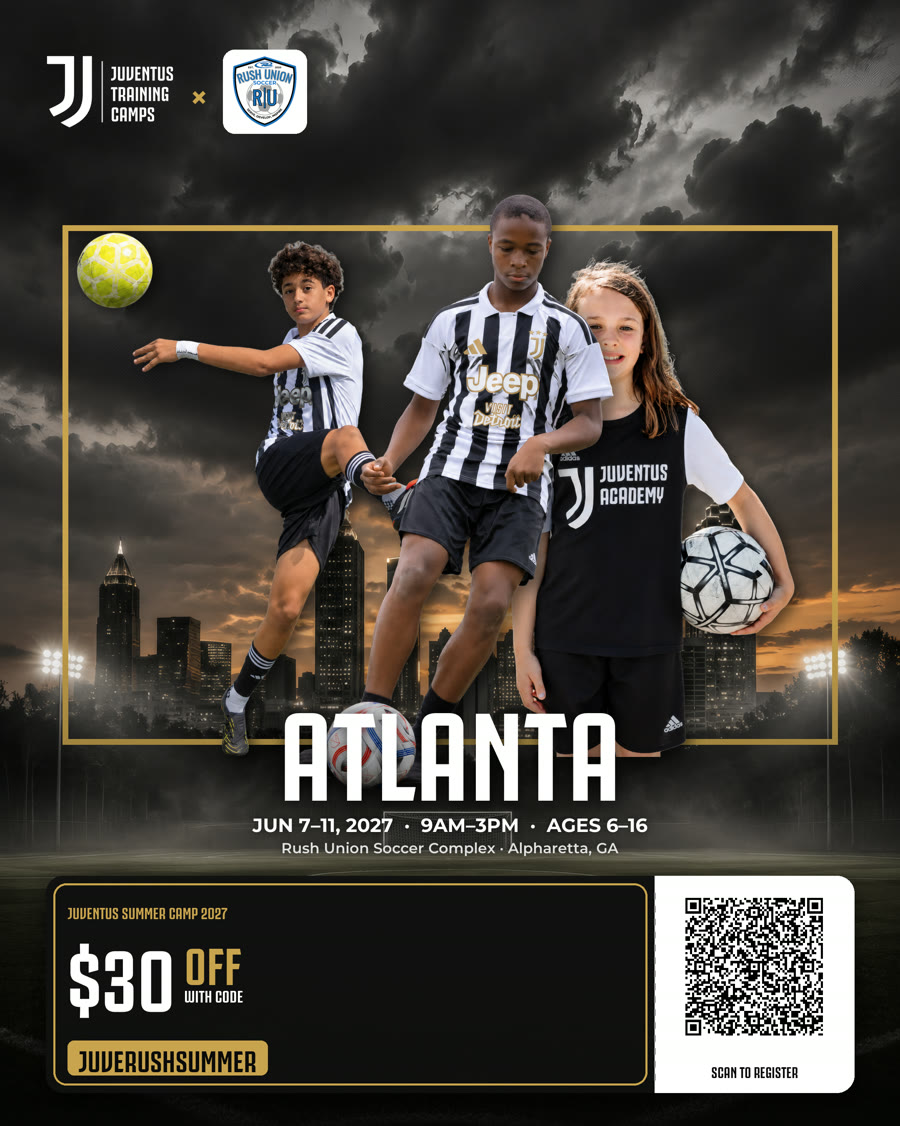 JUVENTUS
TRAINING
CAMPS
×
RUSH UNION
SOCCER
RU
Jeep
VISIT
Detroit
Jeep
adidas
JUVENTUS
ACADEMY
adidas
ATLANTA
JUN 7–11, 2027 · 9AM–3PM · AGES 6–16
Rush Union Soccer Complex · Alpharetta, GA
JUVENTUS SUMMER CAMP 2027
$30 OFF
WITH CODE
JUVERUSHSUMMER
SCAN TO REGISTER